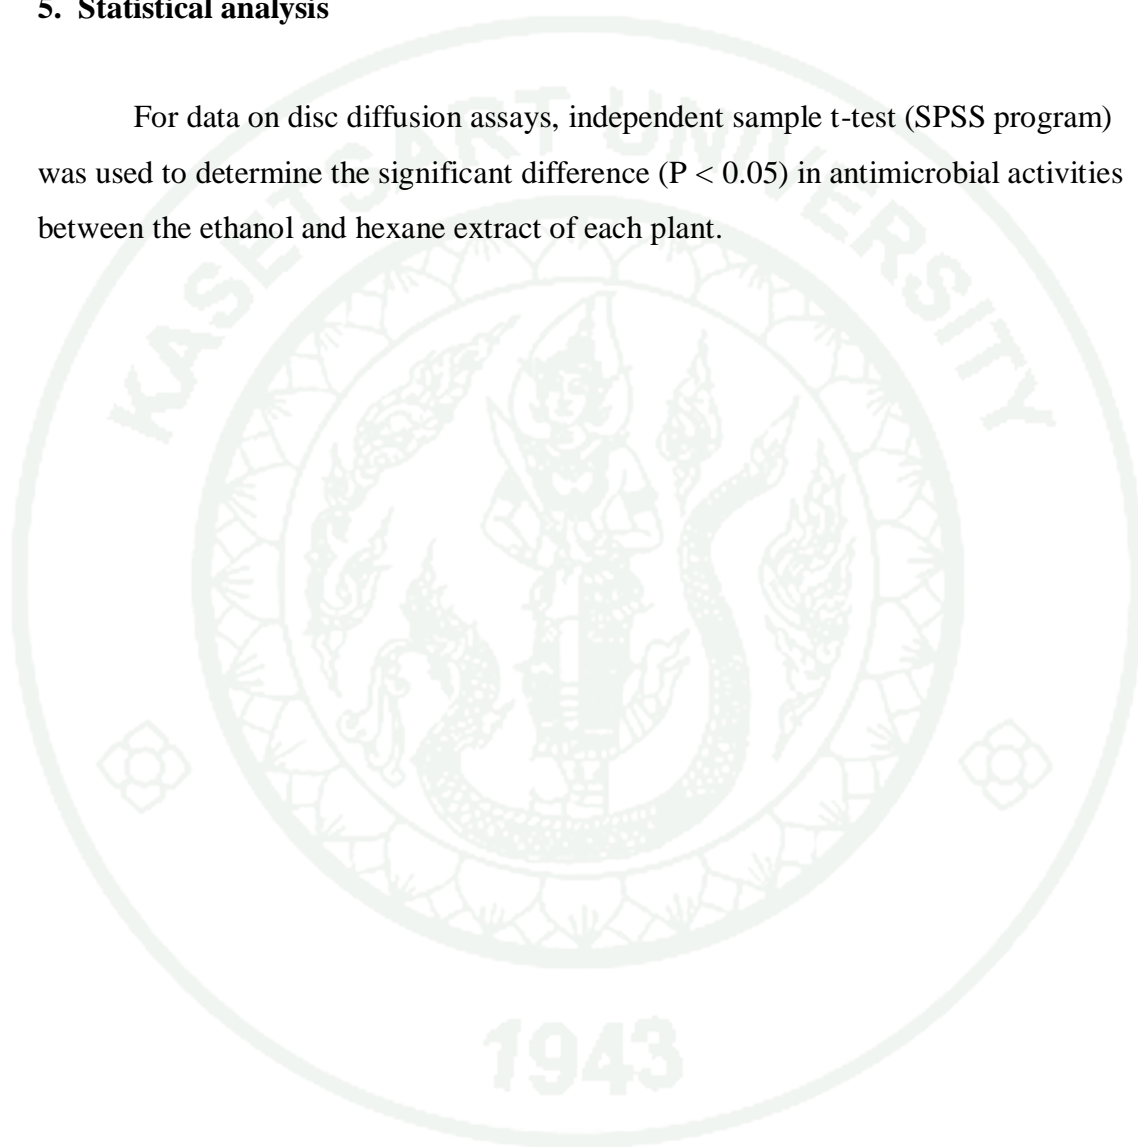 5. Statistical analysis
For data on disc diffusion assays, independent sample t-test (SPSS program)
was used to determine the significant difference (P < 0.05) in antimicrobial activities
between the ethanol and hexane extract of each plant.
KASETSART UNIVERSITY
1943